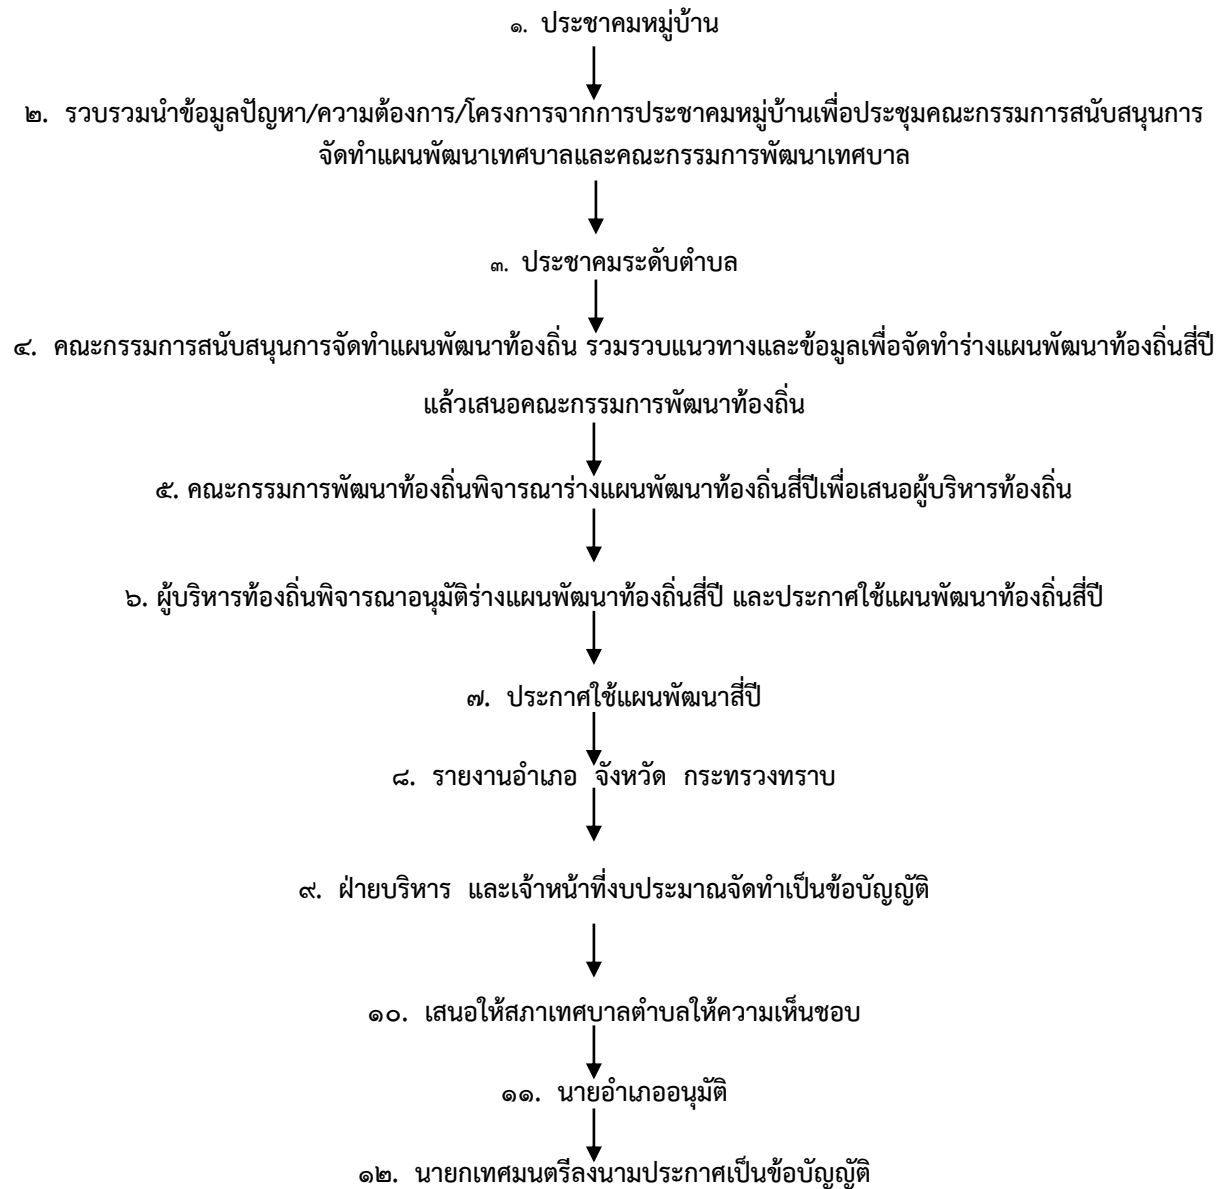 ๑. ประชาคมหมู่บ้าน
๒. รวบรวมนำข้อมูลปัญหา/ความต้องการ/โครงการจากการประชาคมหมู่บ้านเพื่อประชุมคณะกรรมการสนับสนุนการ
จัดทำแผนพัฒนาเทศบาลและคณะกรรมการพัฒนาเทศบาล
๓. ประชาคมระดับตำบล
๔. คณะกรรมการสนับสนุนการจัดทำแผนพัฒนาท้องถิ่น รวมรวบแนวทางและข้อมูลเพื่อจัดทำร่างแผนพัฒนาท้องถิ่นสี่ปี
แล้วเสนอคณะกรรมการพัฒนาท้องถิ่น
๕. คณะกรรมการพัฒนาท้องถิ่นพิจารณาร่างแผนพัฒนาท้องถิ่นสี่ปีเพื่อเสนอผู้บริหารท้องถิ่น
๖. ผู้บริหารท้องถิ่นพิจารณาอนุมัติร่างแผนพัฒนาท้องถิ่นสี่ปี และประกาศใช้แผนพัฒนาท้องถิ่นสี่ปี
๗. ประกาศใช้แผนพัฒนาสี่ปี
๘. รายงานอำเภอ จังหวัด กระทรวงทราบ
๙. ฝ่ายบริหาร และเจ้าหน้าที่งบประมาณจัดทำเป็นข้อบัญญัติ
๑๐. เสนอให้สภาเทศบาลตำบลให้ความเห็นชอบ
๑๑. นายอำเภออนุมัติ
๑๒. นายกเทศมนตรีลงนามประกาศเป็นข้อบัญญัติ